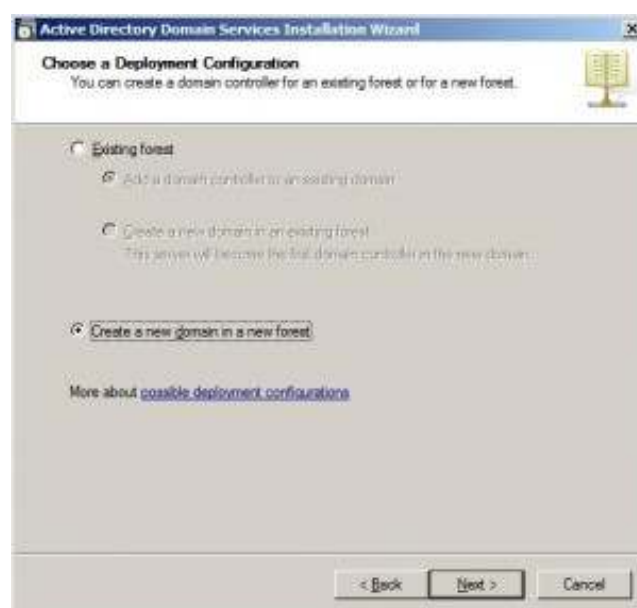 Active Directory Domain Services Installation Wizard
Choose a Deployment Configuration
You can create a domain controller for an existing forest or for a new forest.
Existing forest
Add a domain controller to an existing domain
Create a new domain in an existing forest
This server will become the first domain controller in the new domain.
Create a new domain in a new forest
More about possible deployment configurations
< Back
Next >
Cancel